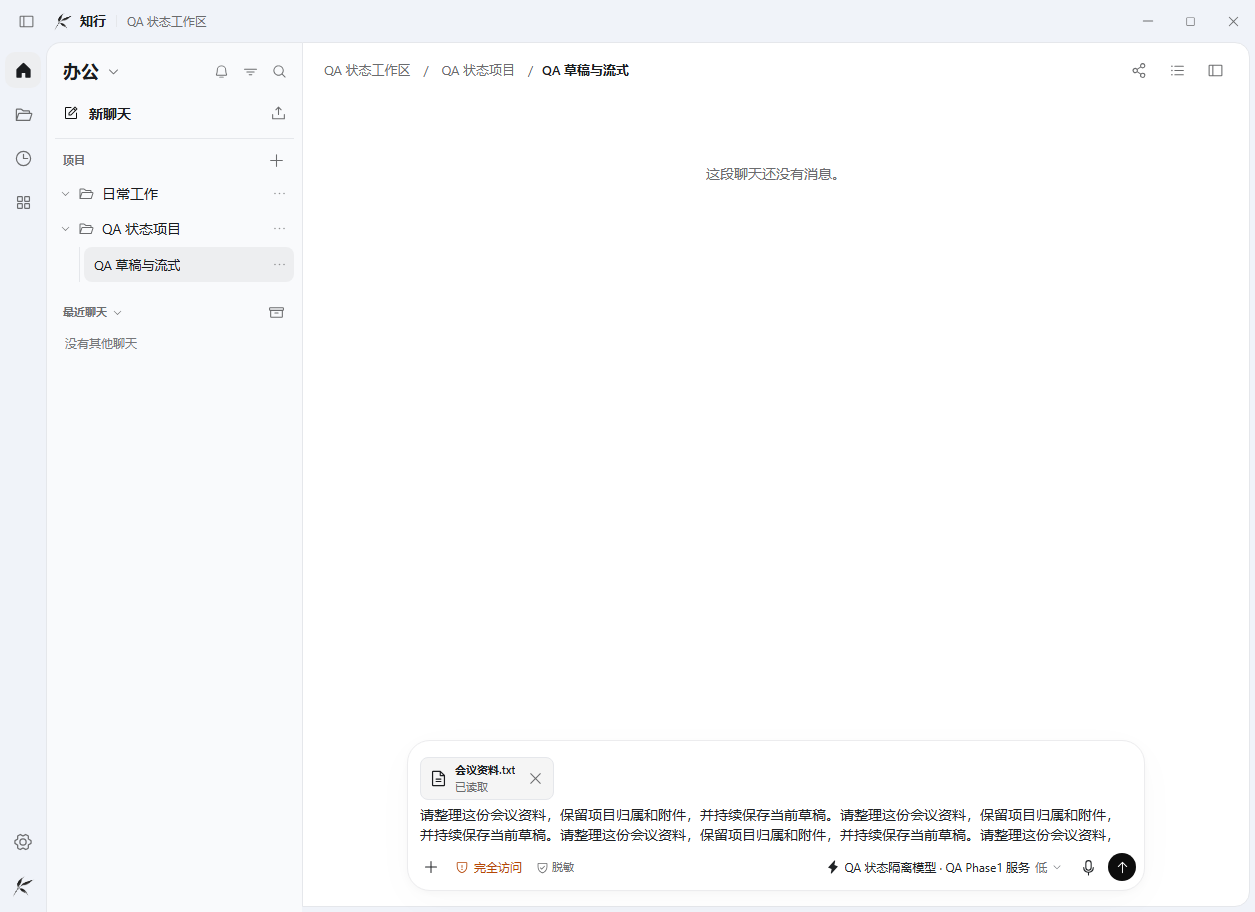 知行 QA 状态工作区
办公
新聊天
项目
日常工作
QA 状态项目
QA 草稿与流式
最近聊天
没有其他聊天
QA 状态工作区 / QA 状态项目 / QA 草稿与流式
这段聊天还没有消息。
会议资料.txt
已读取
请整理这份会议资料，保留项目归属和附件，并持续保存当前草稿。请整理这份会议资料，保留项目归属和附件，
并持续保存当前草稿。请整理这份会议资料，保留项目归属和附件，并持续保存当前草稿。请整理这份会议资料，
完全访问 脱敏 QA 状态隔离模型 · QA Phase1 服务 低